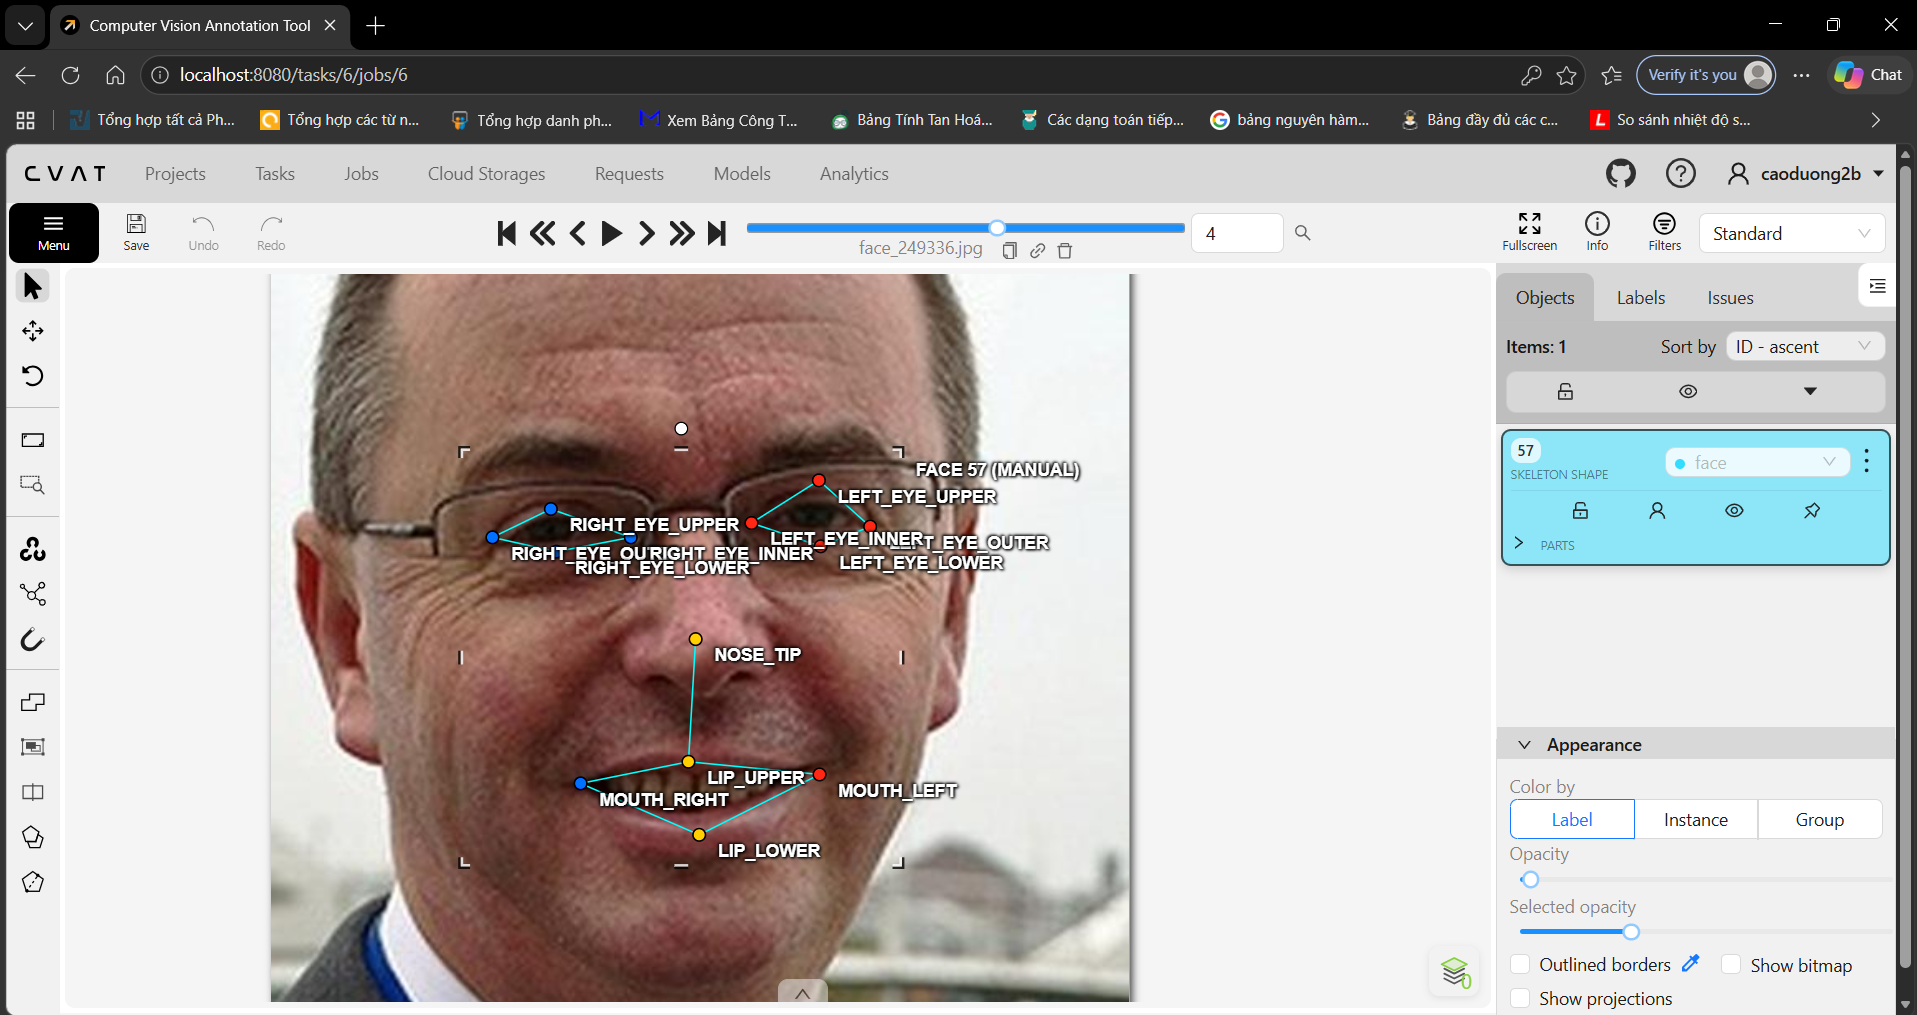 Computer Vision Annotation Tool
localhost:8080/tasks/6/jobs/6
Verify it's you
Chat
Tổng hợp tất cả Ph...
Tổng hợp các từ n...
Tổng hợp danh ph...
Xem Bảng Công T...
Bảng Tính Tan Hoá...
Các dạng toán tiếp...
bảng nguyên hàm...
Bảng đầy đủ các c...
So sánh nhiệt độ s...
CVAT
Projects
Tasks
Jobs
Cloud Storages
Requests
Models
Analytics
caoduong2b
Menu
Save
Undo
Redo
face_249336.jpg
4
Fullscreen
Info
Filters
Standard
Objects
Labels
Issues
Items: 1
Sort by
ID - ascent
57
SKELETON SHAPE
face
PARTS
FACE 57 (MANUAL)
LEFT_EYE_UPPER
RIGHT_EYE_UPPER
LEFT_EYE_INNER
FT_EYE_OUTER
RIGHT_EYE_OU
RIGHT_EYE_INNER
RIGHT_EYE_LOWER
LEFT_EYE_LOWER
NOSE_TIP
LIP_UPPER
MOUTH_LEFT
MOUTH_RIGHT
LIP_LOWER
Appearance
Color by
Label
Instance
Group
Opacity
Selected opacity
Outlined borders
Show bitmap
Show projections
0